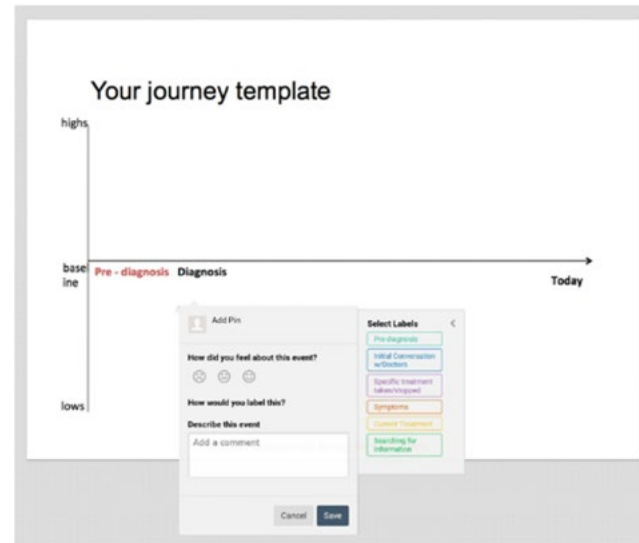 Your journey template
highs
base
ine
Pre - diagnosis Diagnosis
Today
lows
Add Pin
How did you feel about this event?
How would you label this?
Describe this event
Add a comment
Cancel Save
Select Labels <
Pre-diagnosis
Initial Conversation
w/Doctors
Specific treatment
taken/stopped
Symptoms
Current Treatment
Searching for
information